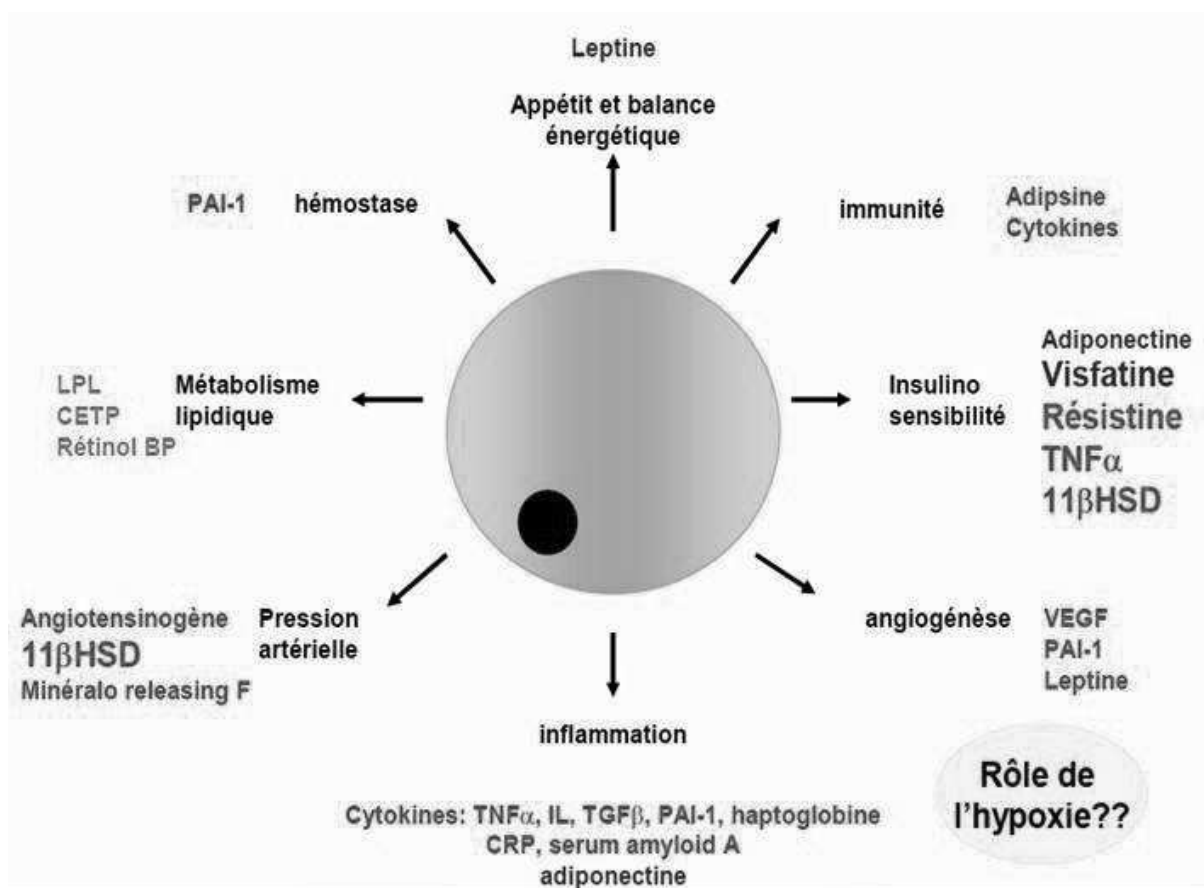 Leptine
Appétit et balance
énergétique
PAI-1 hémostase
immunité
Adipsine
Cytokines
LPL
CETP
Rétinol BP
Métabolisme
lipidique
Insulino
sensibilité
Adiponectine
Visfatine
Résistine
TNFα
11βHSD
Angiotensinogène
11βHSD
Minéralo releasing F
Pression
artérielle
angiogénèse
VEGF
PAI-1
Leptine
inflammation
Cytokines: TNFα, IL, TGFβ, PAI-1, haptoglobine
CRP, serum amyloid A
adiponectine
Rôle de
l'hypoxie??